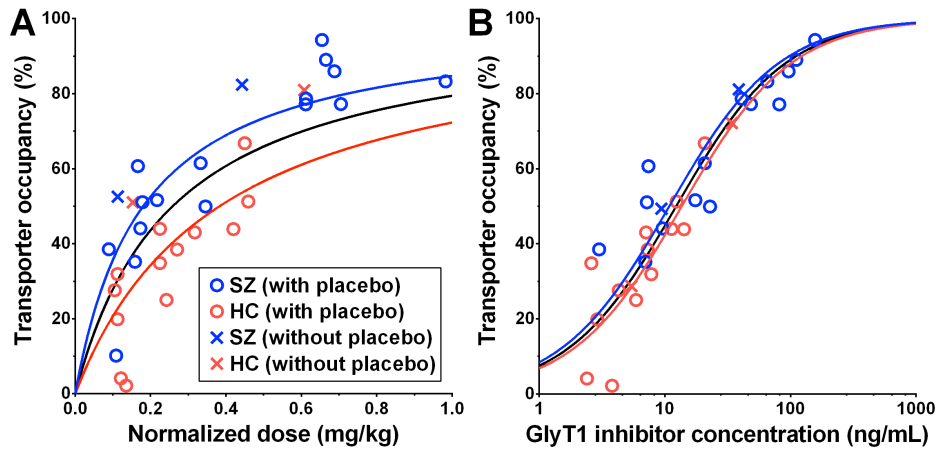 A
Transporter occupancy (%)
100
80
60
40
20
0
0.0
0.2
0.4
0.6
0.8
1.0
Normalized dose (mg/kg)
SZ (with placebo)
HC (with placebo)
SZ (without placebo)
HC (without placebo)
B
Transporter occupancy (%)
100
80
60
40
20
0
1
10
100
1000
GlyT1 inhibitor concentration (ng/mL)